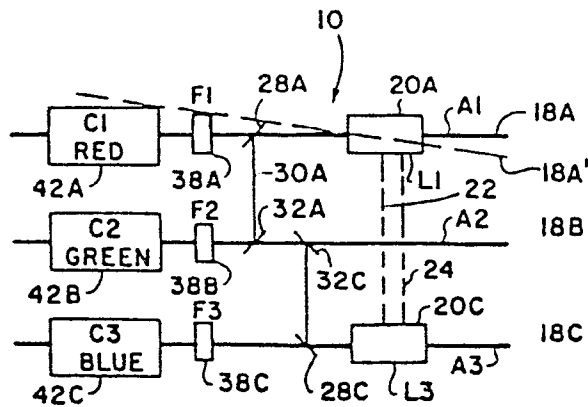 10
28A
20A
F1
A1
18A
C1
RED
42A
38A
30A
L1
18A'
22
F2
32A
A2
18B
C2
GREEN
42B
38B
32C
24
20C
F3
18C
C3
BLUE
42C
38C
28C
L3
A3